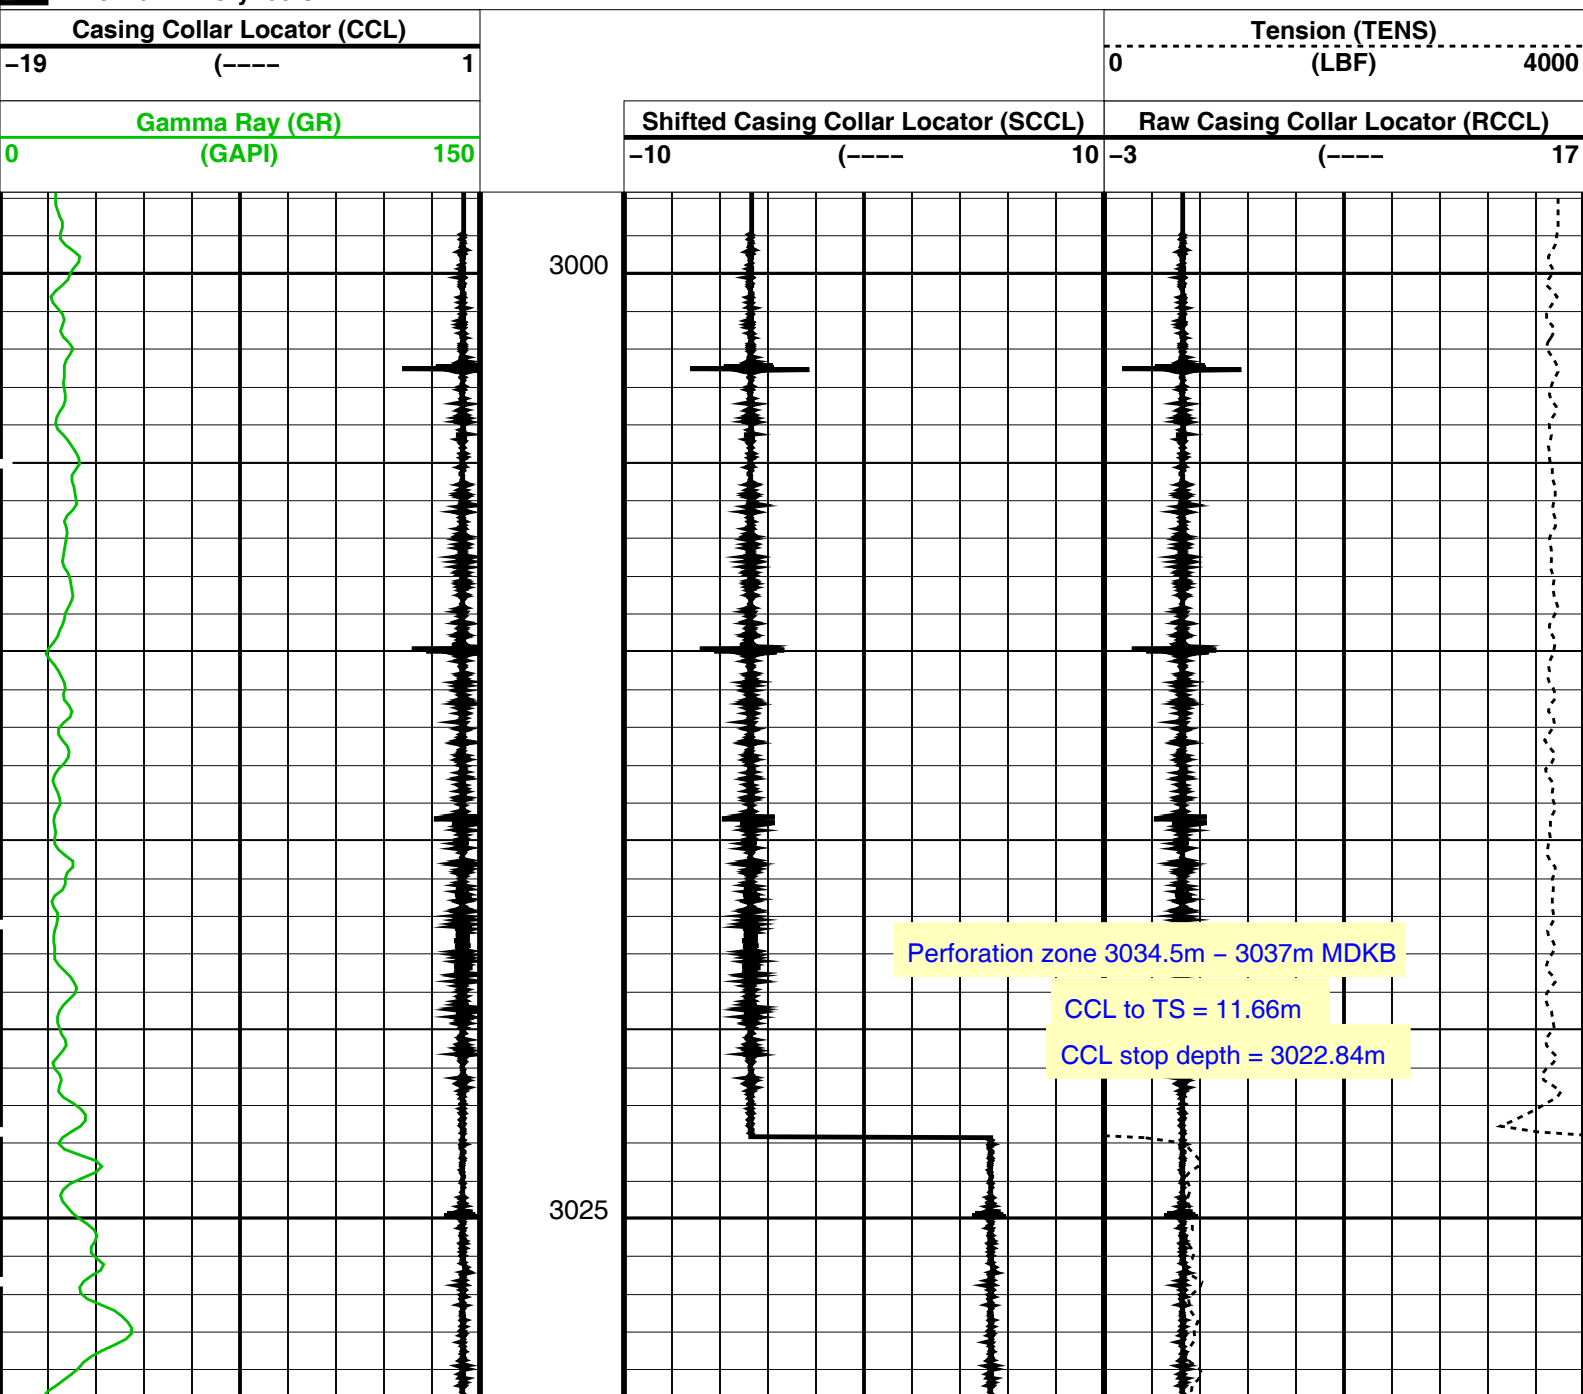 Casing Collar Locator (CCL)
−19 (−−−− 1
Gamma Ray (GR)
0 (GAPI) 150
Tension (TENS)
0 (LBF) 4000
Shifted Casing Collar Locator (SCCL)
−10 (−−−− 10
Raw Casing Collar Locator (RCCL)
−3 (−−−− 17
3000
Perforation zone 3034.5m − 3037m MDKB
CCL to TS = 11.66m
CCL stop depth = 3022.84m
3025